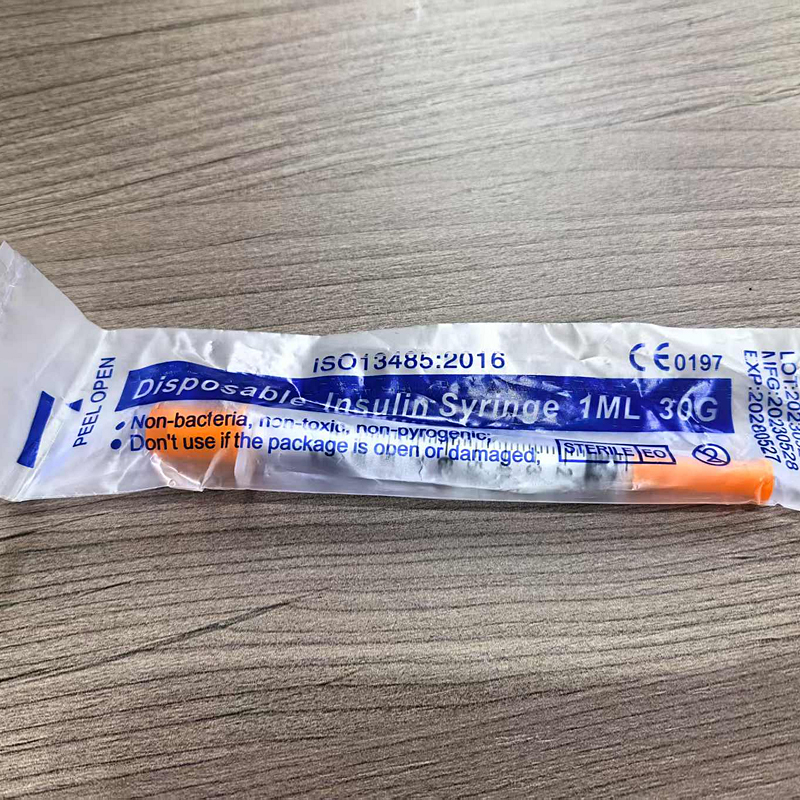 PEEL OPEN
ISO13485:2016
CE 0197
Disposable Insulin Syringe 1ML 30G
• Non-bacteria, non-toxic, non-pyrogenic;
• Don't use if the package is open or damaged,
STERILE EO
MFG:20230528
EXP:20280527